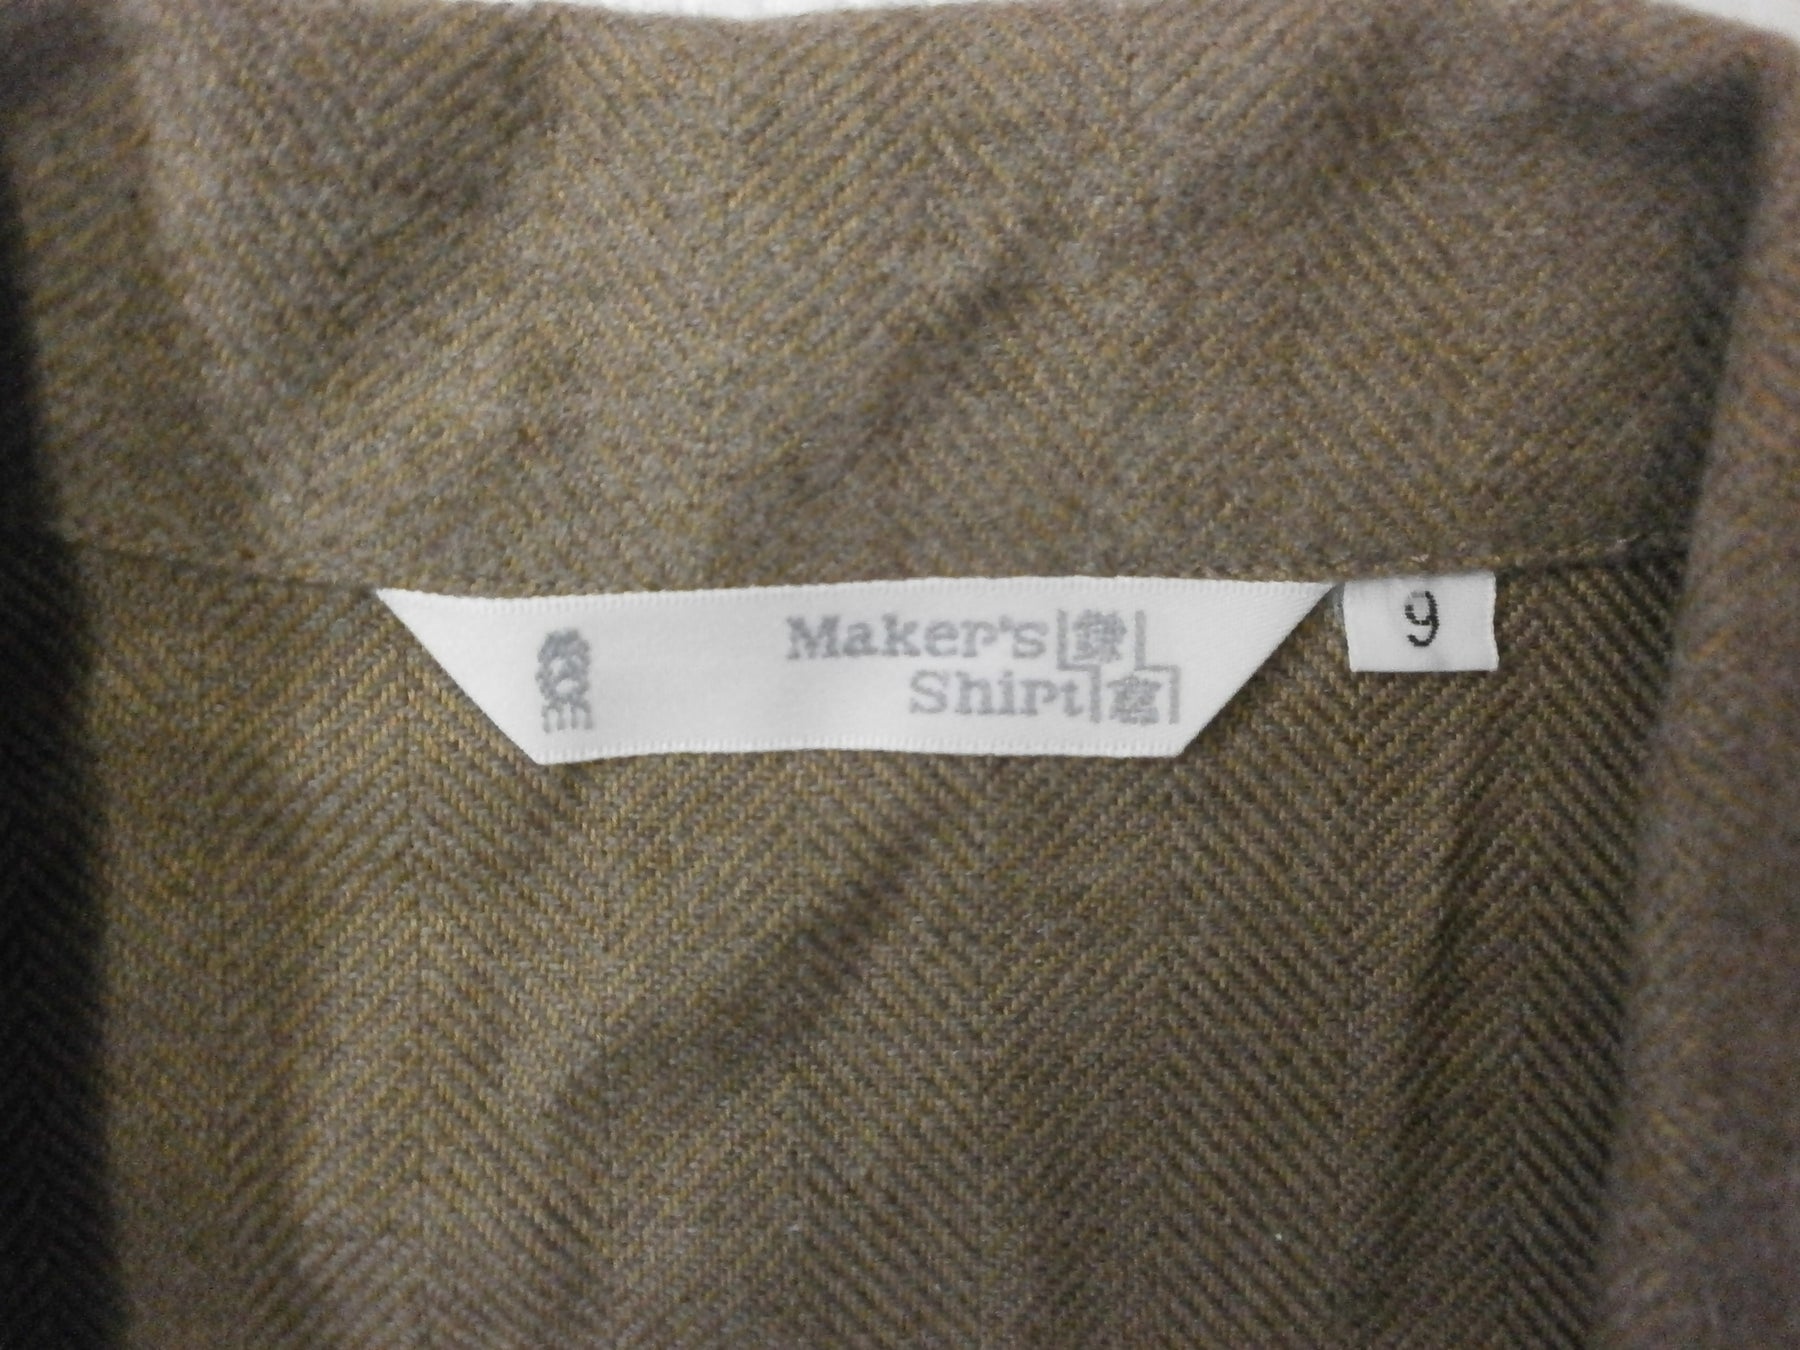 Maker's 鎌
Shirt 倉
9